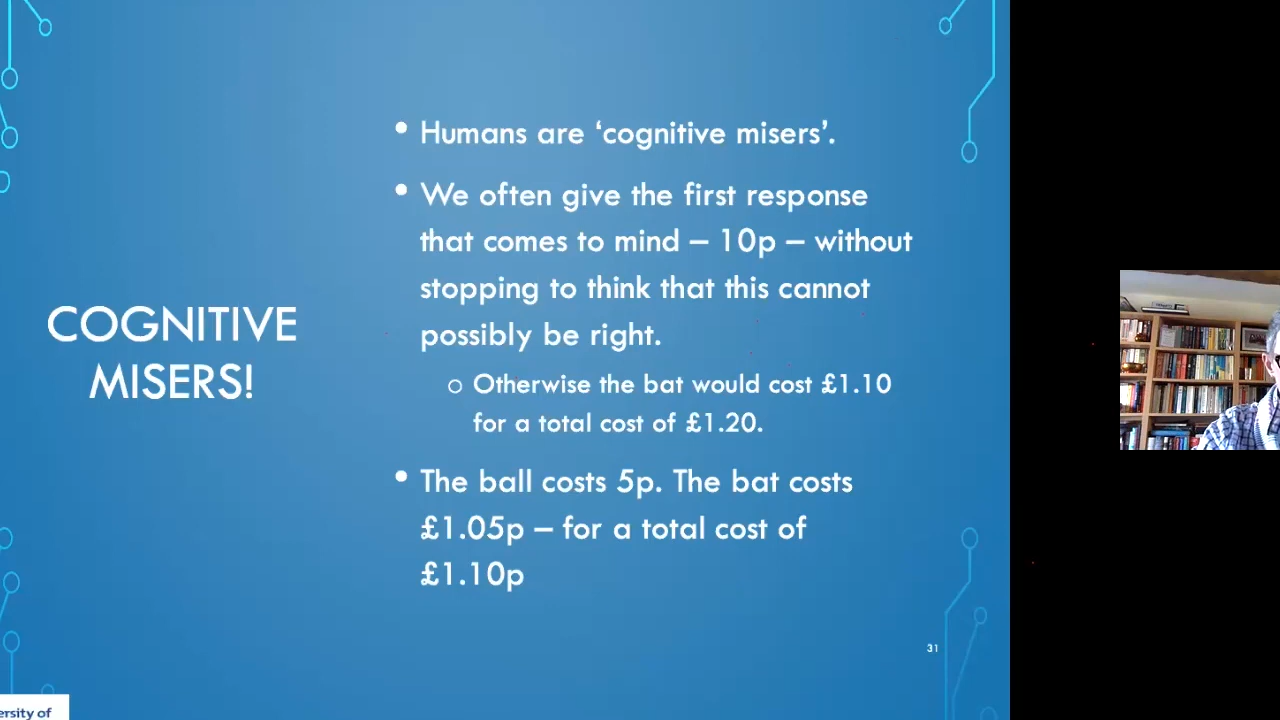 COGNITIVE
MISERS!
• Humans are ‘cognitive misers’.
• We often give the first response
that comes to mind – 10p – without
stopping to think that this cannot
possibly be right.
o Otherwise the bat would cost £1.10
for a total cost of £1.20.
• The ball costs 5p. The bat costs
£1.05p – for a total cost of
£1.10p
31
ersity of